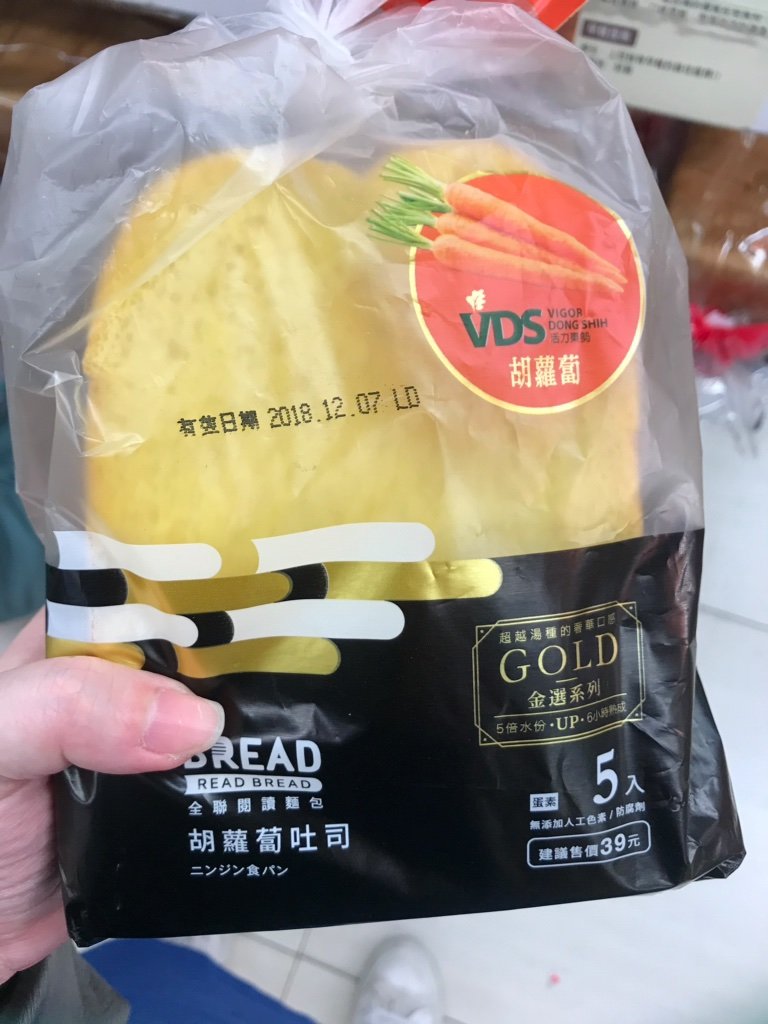 VDS VIGOR
DONG SHIH
活力東勢
胡蘿蔔
有效日期 2018.12.07 LD
超越湯種的奢華口感
GOLD
金選系列
5倍水份·UP·6小時熟成
BREAD
READ BREAD
全聯閱讀麵包
胡蘿蔔吐司
ニンジン食パン
蛋素 5入
無添加人工色素/防腐劑
建議售價39元